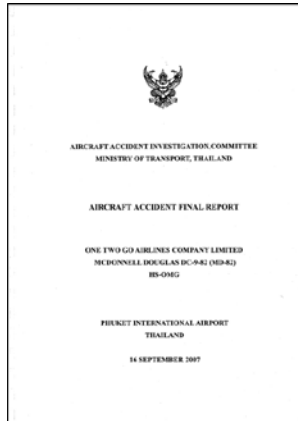 AIRCRAFT ACCIDENT INVESTIGATION COMMITTEE
MINISTRY OF TRANSPORT, THAILAND
AIRCRAFT ACCIDENT FINAL REPORT
ONE TWO GO AIRLINES COMPANY LIMITED
MCDONNELL DOUGLAS DC-9-82 (MD-82)
HS-OMG
PHUKET INTERNATIONAL AIRPORT
THAILAND
16 SEPTEMBER 2007